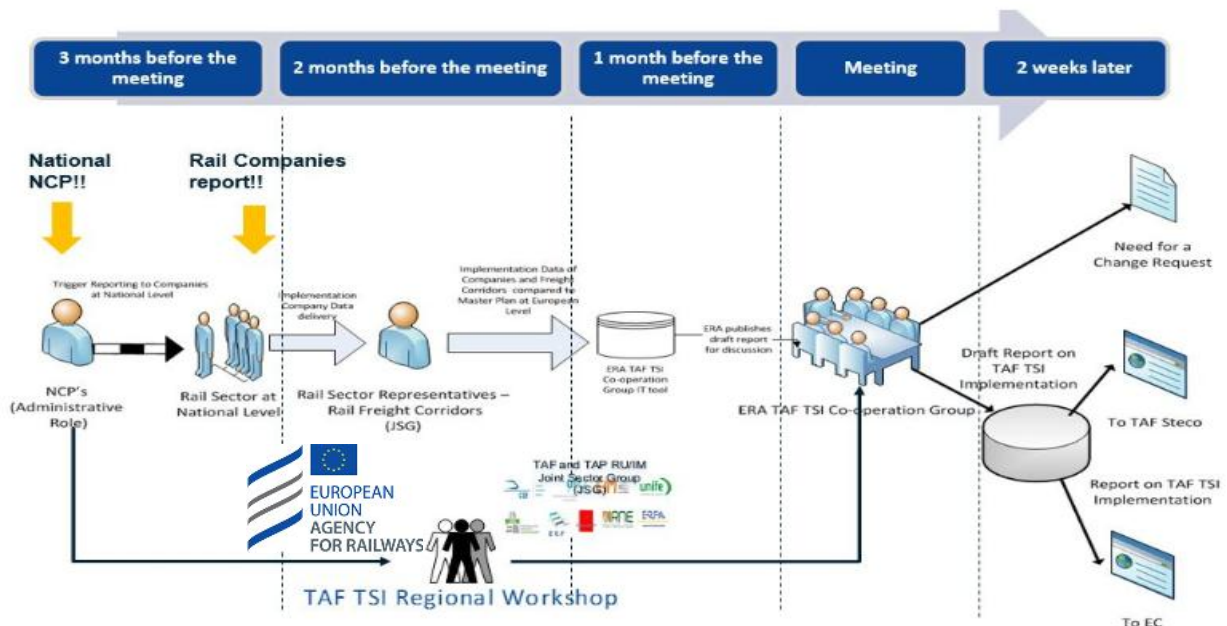 3 months before the
meeting
2 months before the meeting
1 month before the
meeting
Meeting
2 weeks later
National
NCP!!
Rail Companies
report!!
Trigger Reporting to Companies
at National Level
Implementation
Company Data
delivery
Implementation Data of
Companies and Freight
Corridors compared to
Master Plan at European
Level
ERA publishes
draft report
for discussion
Need for a
Change Request
NCP's
(Administrative
Role)
Rail Sector at
National Level
Rail Sector Representatives –
Rail Freight Corridors
(JSG)
ERA TAF TSI
Co-operation
Group IT tool
ERA TAF TSI Co-operation Group
Draft Report on
TAF TSI
Implementation
To TAF Steco
Report on TAF TSI
Implementation
To EC
EUROPEAN
UNION
AGENCY
FOR RAILWAYS
TAF and TAP RU/IM
Joint Sector Group
(JSG)
unife
ERFA
TAF TSI Regional Workshop